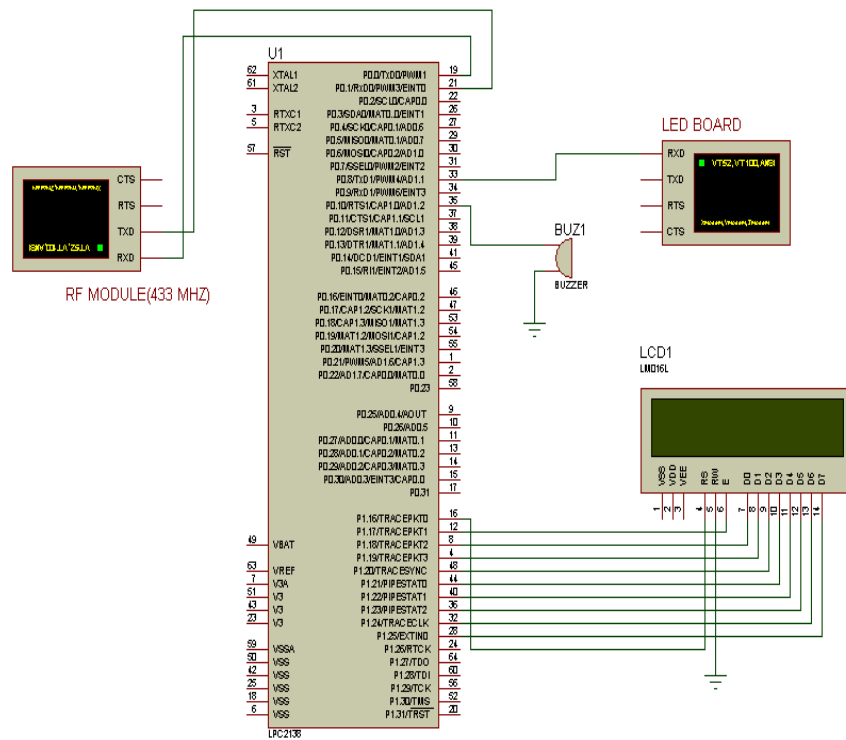 U1
62 XTAL1
61 XTAL2
3 RTXC1
5 RTXC2
57 RST
49 VBAT
63 VREF
7 V3A
51 V3
43 V3
23 V3
59 VSSA
50 VSS
42 VSS
25 VSS
18 VSS
6 VSS
P0.0/TxD0/PWM1 19
P0.1/RxD0/PWM3/EINT0 21
P0.2/SCL0/CAP0.0 22
P0.3/SDA0/MAT0.0/EINT1 26
P0.4/SCK0/CAP0.1/AD0.6 27
P0.5/MISO0/MAT0.1/AD0.7 29
P0.6/MOSI0/CAP0.2/AD1.0 30
P0.7/SSEL0/PWM2/EINT2 31
P0.8/TxD1/PWM4/AD1.1 33
P0.9/RxD1/PWM6/EINT3 34
P0.10/RTS1/CAP1.0/AD1.2 35
P0.11/CTS1/CAP1.1/SCL1 37
P0.12/DSR1/MAT1.0/AD1.3 38
P0.13/DTR1/MAT1.1/AD1.4 39
P0.14/DCD1/EINT1/SDA1 41
P0.15/RI1/EINT2/AD1.5 45
P0.16/EINT0/MAT0.2/CAP0.2 46
P0.17/CAP1.2/SCK1/MAT1.2 47
P0.18/CAP1.3/MISO1/MAT1.3 53
P0.19/MAT1.2/MOSI1/CAP1.2 54
P0.20/MAT1.3/SSEL1/EINT3 55
P0.21/PWM5/AD1.6/CAP1.3 1
P0.22/AD1.7/CAP0.0/MAT0.0 2
P0.23 58
P0.25/AD0.4/AOUT 9
P0.26/AD0.5 10
P0.27/AD0.0/CAP0.1/MAT0.1 11
P0.28/AD0.1/CAP0.2/MAT0.2 13
P0.29/AD0.2/CAP0.3/MAT0.3 14
P0.30/AD0.3/EINT3/CAP0.0 15
P0.31 17
P1.16/TRACEPKT0 16
P1.17/TRACEPKT1 12
P1.18/TRACEPKT2 8
P1.19/TRACEPKT3 4
P1.20/TRACESYNC 48
P1.21/PIPESTAT0 44
P1.22/PIPESTAT1 40
P1.23/PIPESTAT2 36
P1.24/TRACECLK 32
P1.25/EXTIN0 28
P1.26/RTCK 24
P1.27/TDO 64
P1.28/TDI 60
P1.29/TCK 56
P1.30/TMS 52
P1.31/TRST 20
LPC2138
CTS
RTS
TXD
RXD
VT52, VT100, ANSI
RF MODULE(433 MHZ)
LED BOARD
RXD
TXD
RTS
CTS
VT52, VT100, ANSI
BUZ1
BUZZER
LCD1
LM016L
VSS VDD VEE RS RW E D0 D1 D2 D3 D4 D5 D6 D7
1 2 3 4 5 6 7 8 9 10 11 12 13 14